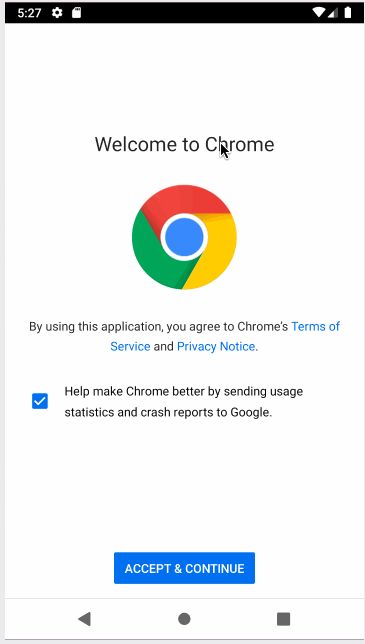 5:27
Welcome to Chrome
By using this application, you agree to Chrome's Terms of
Service and Privacy Notice.
Help make Chrome better by sending usage
statistics and crash reports to Google.
ACCEPT & CONTINUE